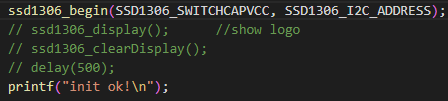 ssd1306_begin(SSD1306_SWITCHCAPVCC, SSD1306_I2C_ADDRESS);
// ssd1306_display();      //show logo
// ssd1306_clearDisplay();
// delay(500);
printf("init ok!\n");